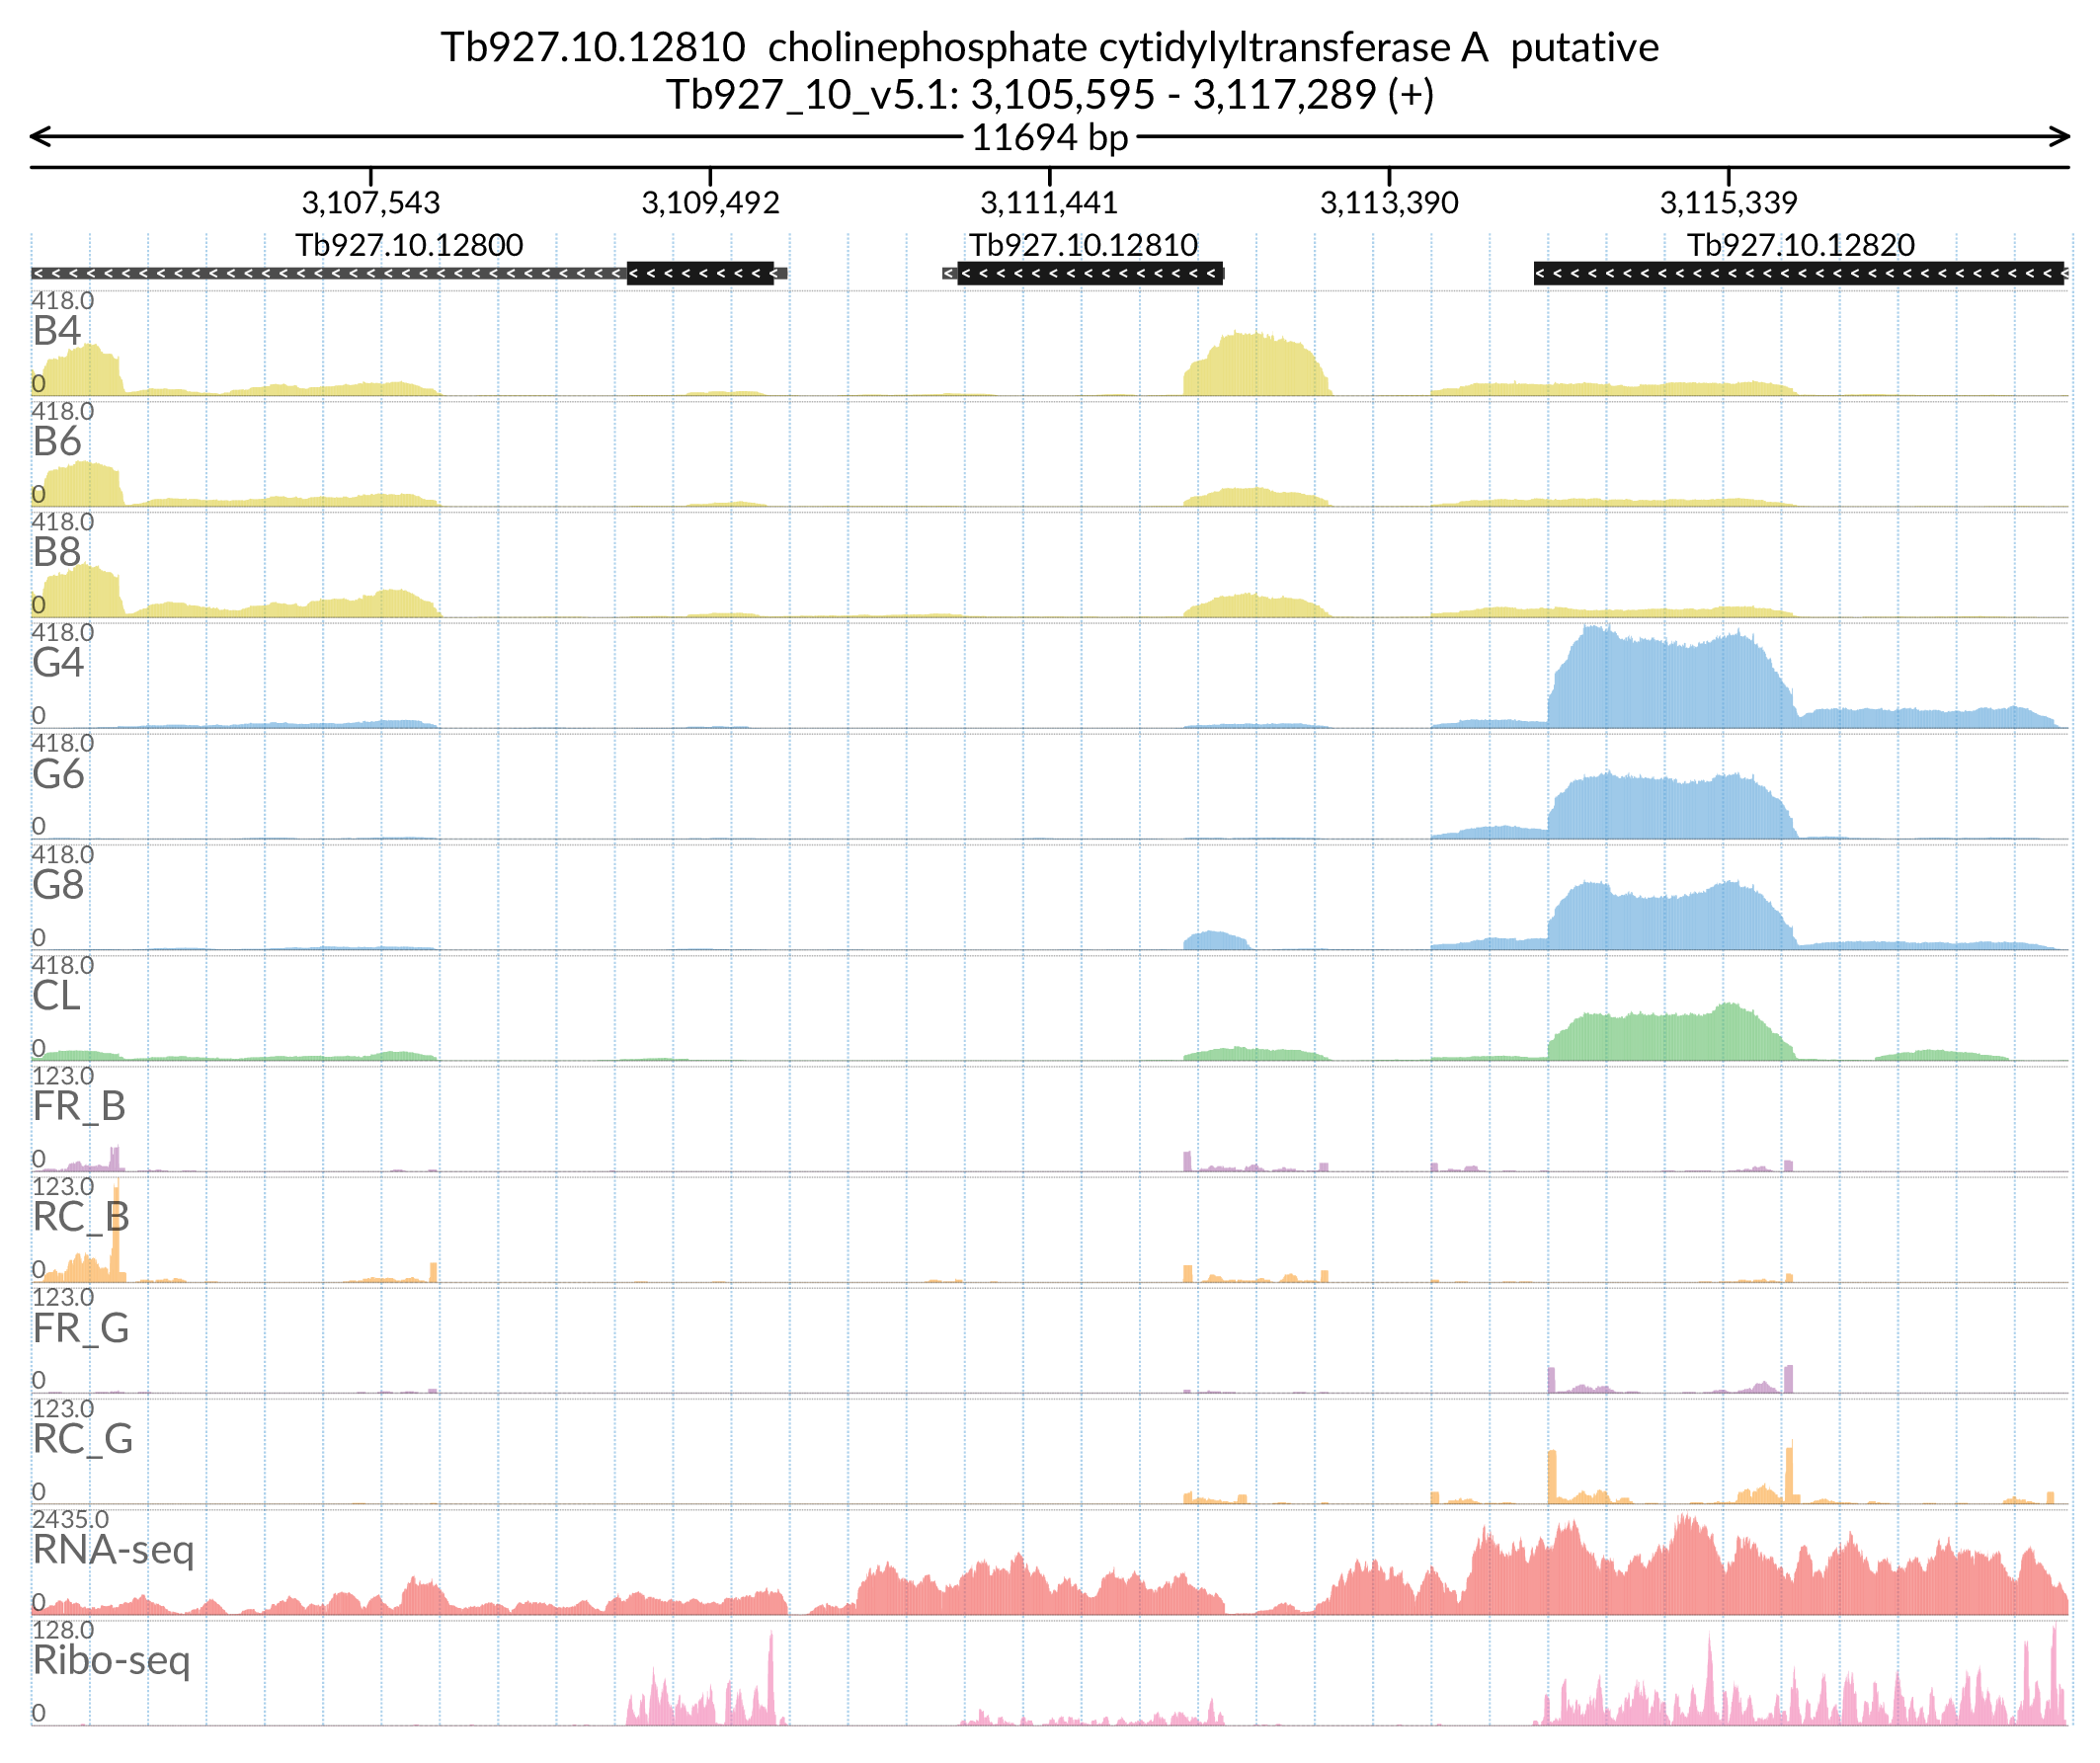 Tb927.10.12810  cholinephosphate cytidylyltransferase A  putative
Tb927_10_v5.1: 3,105,595 - 3,117,289 (+)
11694 bp
3,107,543 3,109,492 3,111,441 3,113,390 3,115,339
Tb927.10.12800 Tb927.10.12810 Tb927.10.12820
418.0
B4
0
418.0
B6
0
418.0
B8
0
418.0
G4
0
418.0
G6
0
418.0
G8
0
418.0
CL
0
123.0
FR_B
0
123.0
RC_B
0
123.0
FR_G
0
123.0
RC_G
0
2435.0
RNA-seq
0
128.0
Ribo-seq
0